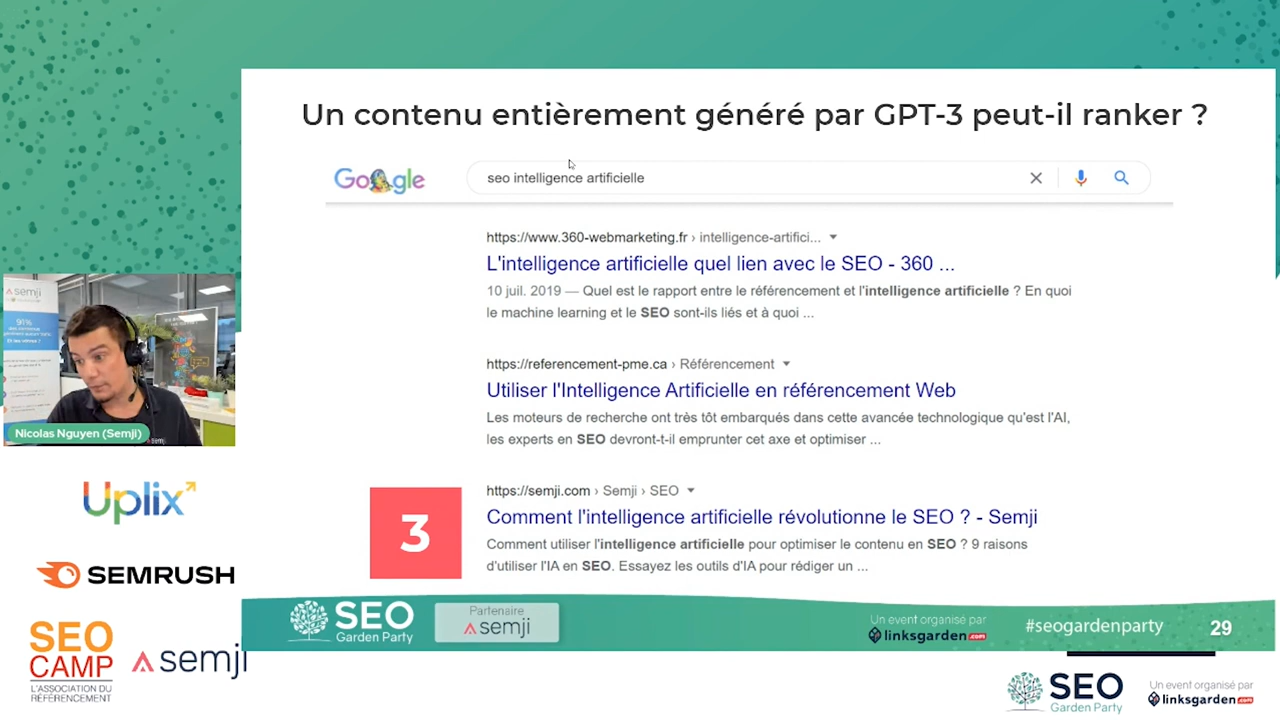 Un contenu entièrement généré par GPT-3 peut-il ranker ?
Google
seo intelligence artificielle
https://www.360-webmarketing.fr › intelligence-artifici...
L'intelligence artificielle quel lien avec le SEO - 360 ...
10 juil. 2019 — Quel est le rapport entre le référencement et l'intelligence artificielle ? En quoi
le machine learning et le SEO sont-ils liés et à quoi ...
https://referencement-pme.ca › Référencement
Utiliser l'Intelligence Artificielle en référencement Web
Les moteurs de recherche ont très tôt embarqués dans cette avancée technologique qu'est l'AI,
les experts en SEO devront-t-il emprunter cet axe et optimiser ...
3
https://semji.com › Semji › SEO
Comment l'intelligence artificielle révolutionne le SEO ? - Semji
Comment utiliser l'intelligence artificielle pour optimiser le contenu en SEO ? 9 raisons
d'utiliser l'IA en SEO. Essayez les outils d'IA pour rédiger un ...
semji
91%
Nicolas Nguyen (Semji)
Uplix
SEMRUSH
SEO
CAMP
L'ASSOCIATION DU
RÉFÉRENCEMENT
semji
SEO
Garden Party
Partenaire
semji
Un event organisé par
linksgarden.com
#seogardenparty
29
SEO
Garden Party
Un event organisé par
linksgarden.com